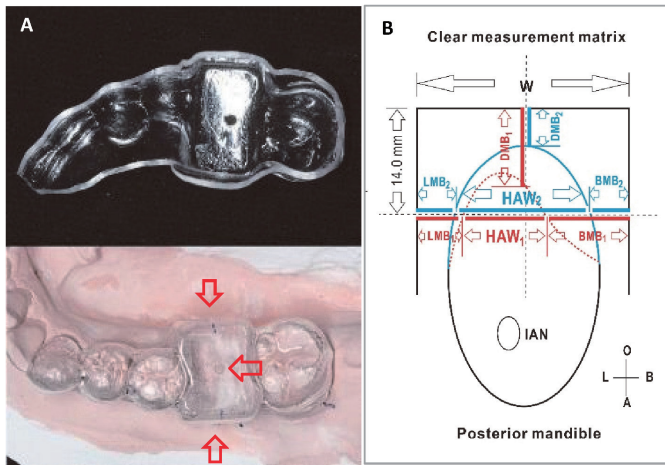 A
B
Clear measurement matrix
W
14.0 mm
DMB1
DMB2
LMB2
HAW2
BMB2
LMB1
HAW1
BMB1
IAN
O
L
B
A
Posterior mandible